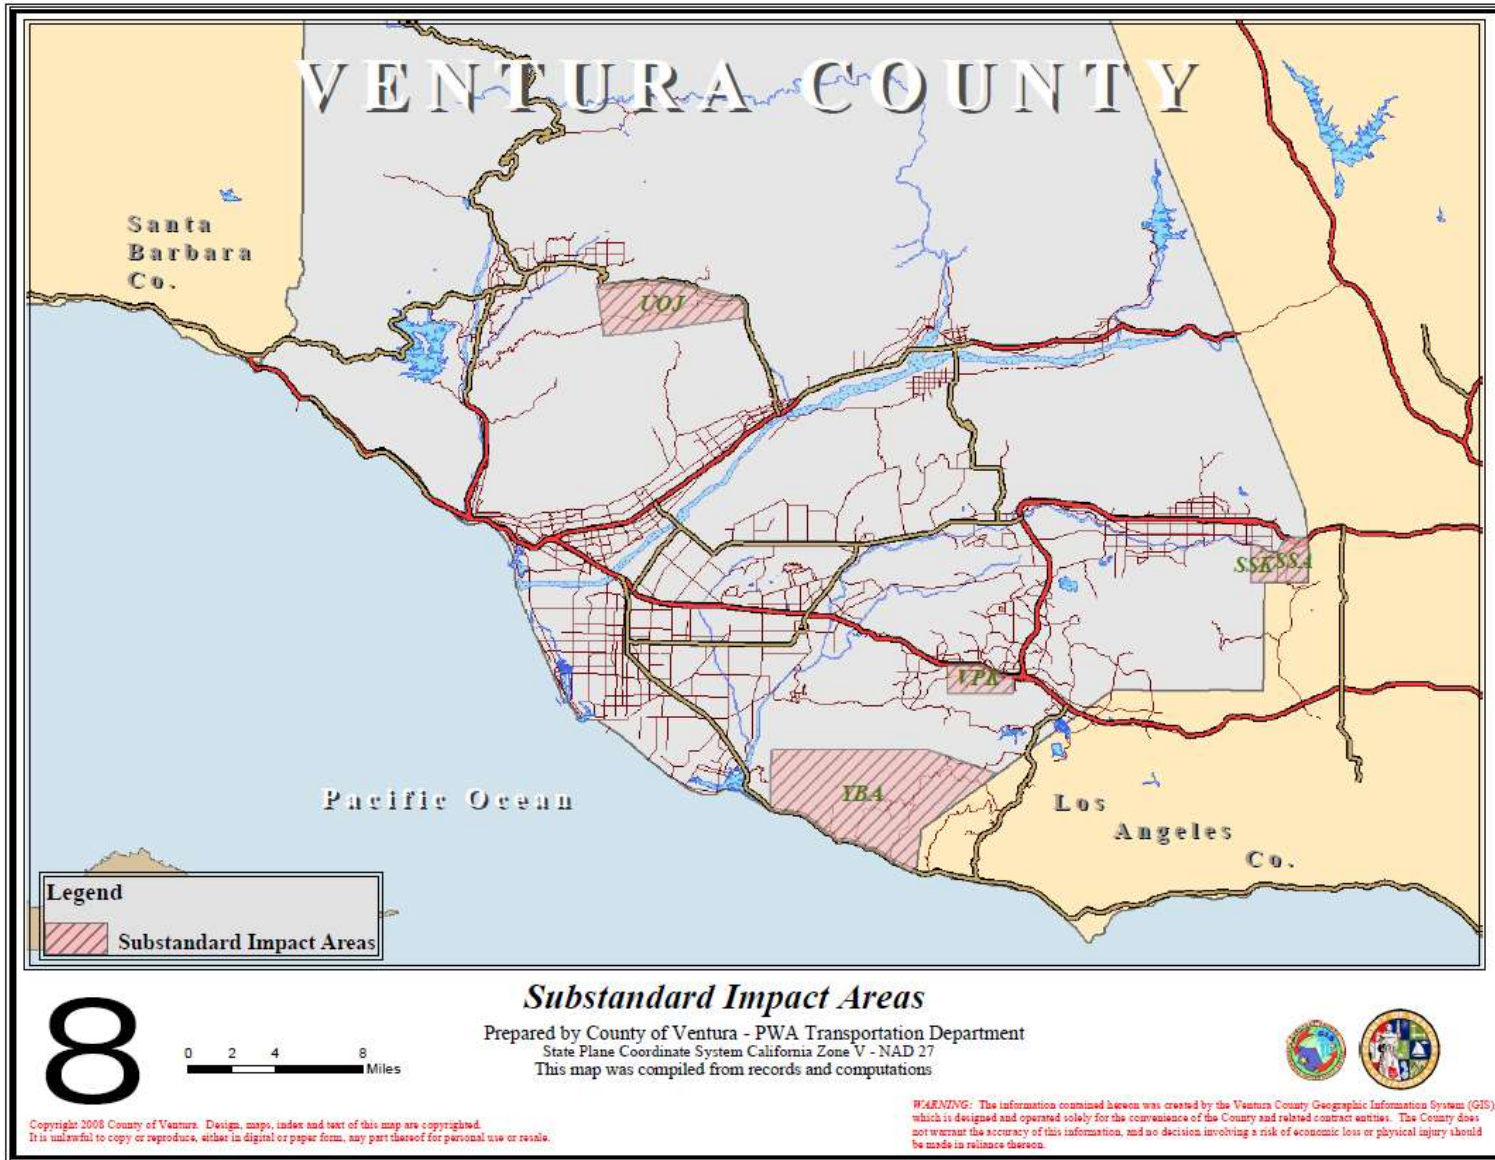 VENTURA COUNTY
Santa
Barbara
Co.
UOJ
SSK
SSA
VPK
YBA
Pacific Ocean
Los
Angeles
Co.
Legend
Substandard Impact Areas
8
Substandard Impact Areas
Prepared by County of Ventura - PWA Transportation Department
State Plane Coordinate System California Zone V - NAD 27
This map was compiled from records and computations
0 2 4 8
Miles
Copyright 2008 County of Ventura. Design, maps, index and text of this map are copyrighted.
It is unlawful to copy or reproduce, either in digital or paper form, any part thereof for personal use or resale.
WARNING: The information contained hereon was created by the Ventura County Geographic Information System (GIS)
which is designed and operated solely for the convenience of the County and related contract entities. The County does
not warrant the accuracy of this information, and no decision involving a risk of economic loss or physical injury should
be made in reliance thereon.